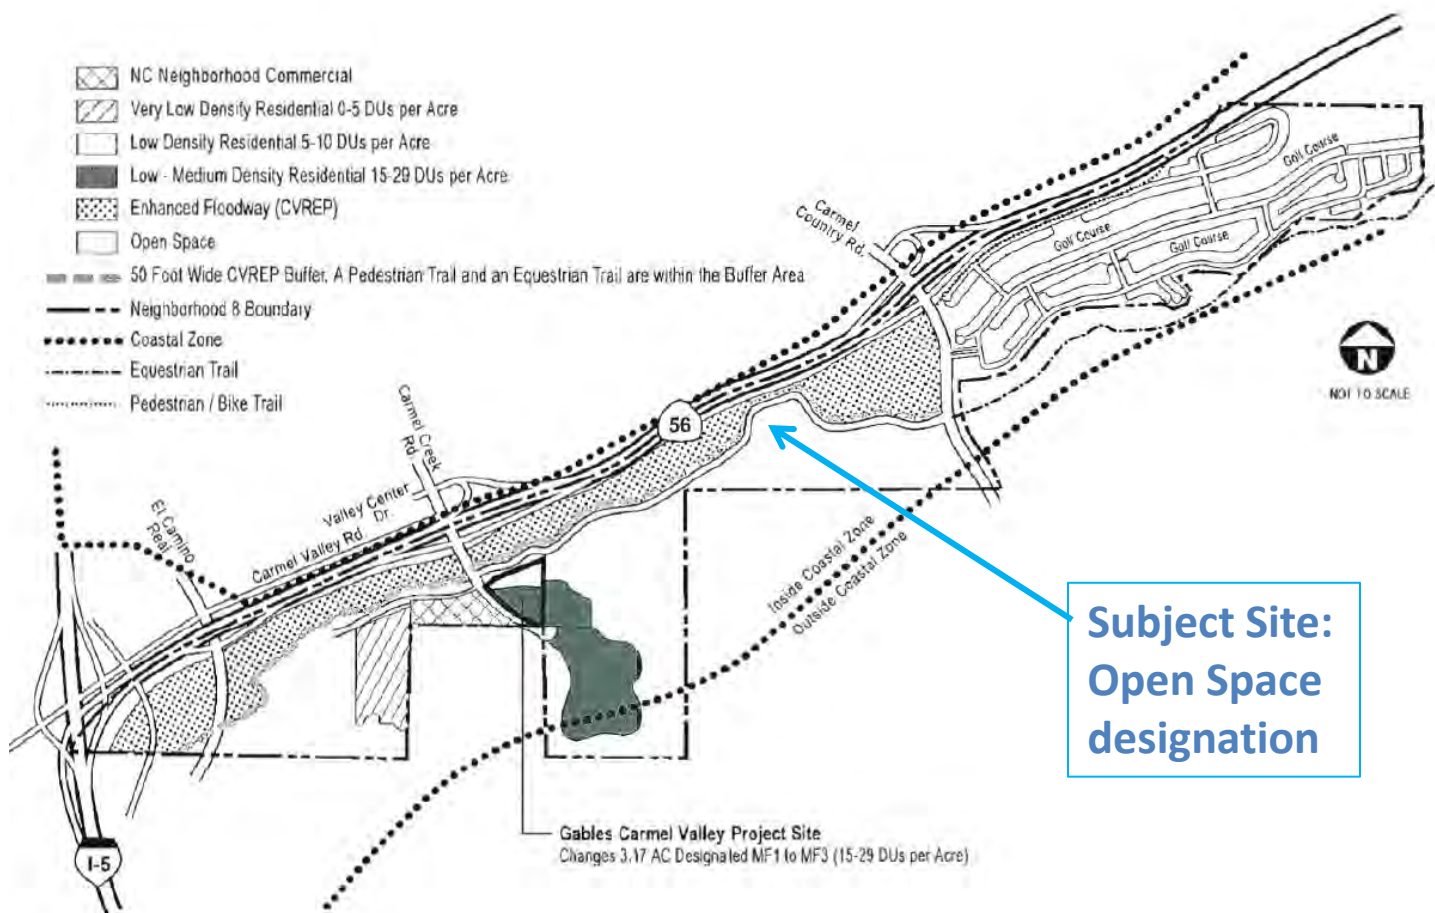 NC Neighborhood Commercial
Very Low Density Residential 0-5 DUs per Acre
Low Density Residential 5-10 DUs per Acre
Low - Medium Density Residential 15-29 DUs per Acre
Enhanced Floodway (CVREP)
Open Space
50 Foot Wide CVREP Buffer. A Pedestrian Trail and an Equestrian Trail are within the Buffer Area
Neighborhood 8 Boundary
Coastal Zone
Equestrian Trail
Pedestrian / Bike Trail
Golf Course
Golf Course
Golf Course
Carmel
Country Rd.
N
NOT TO SCALE
56
Carmel Creek
Rd.
Valley Center
Dr.
Carmel Valley Rd.
El Camino
Real
Inside Coastal Zone
Outside Coastal Zone
Subject Site:
Open Space
designation
Gables Carmel Valley Project Site
Changes 3.17 AC Designated MF1 to MF3 (15-29 DUs per Acre)
I-5